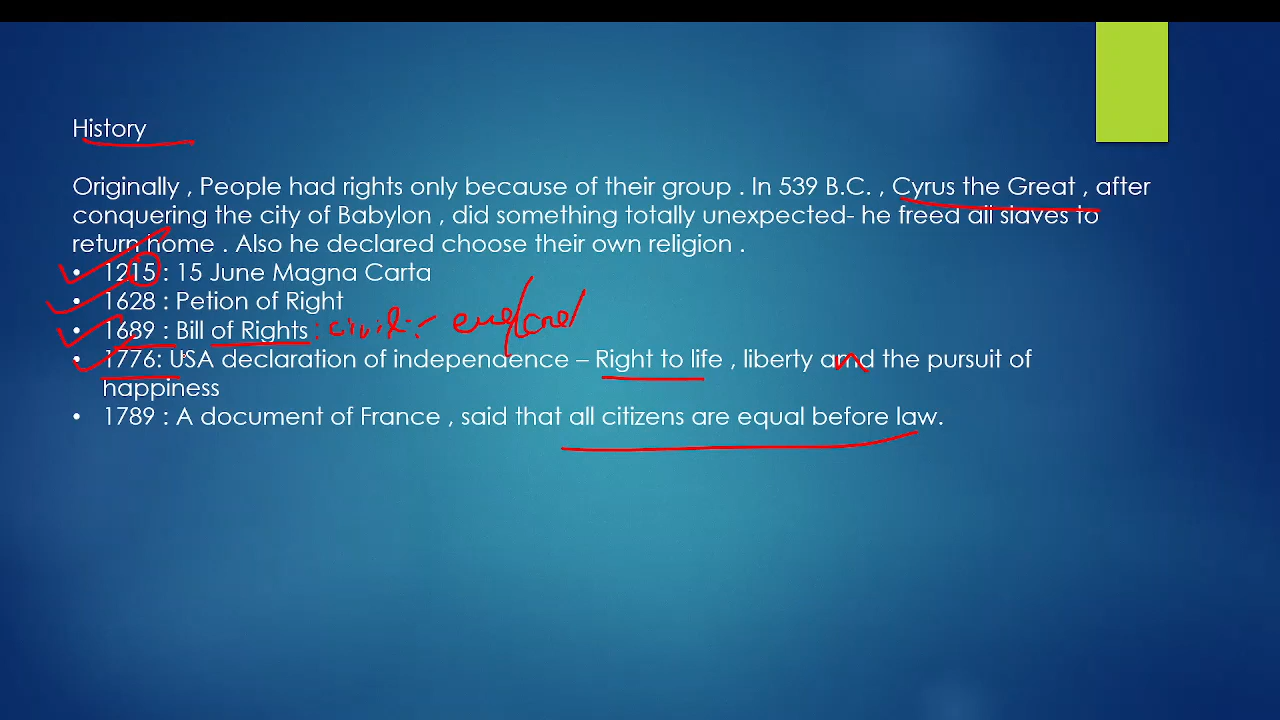 History
Originally , People had rights only because of their group . In 539 B.C. , Cyrus the Great , after
conquering the city of Babylon , did something totally unexpected- he freed all slaves to
return home . Also he declared choose their own religion .
• 1215 : 15 June Magna Carta
• 1628 : Petion of Right
• 1689 : Bill of Rights : civil :- england
• 1776: USA declaration of independence – Right to life , liberty and the pursuit of
happiness
• 1789 : A document of France , said that all citizens are equal before law.